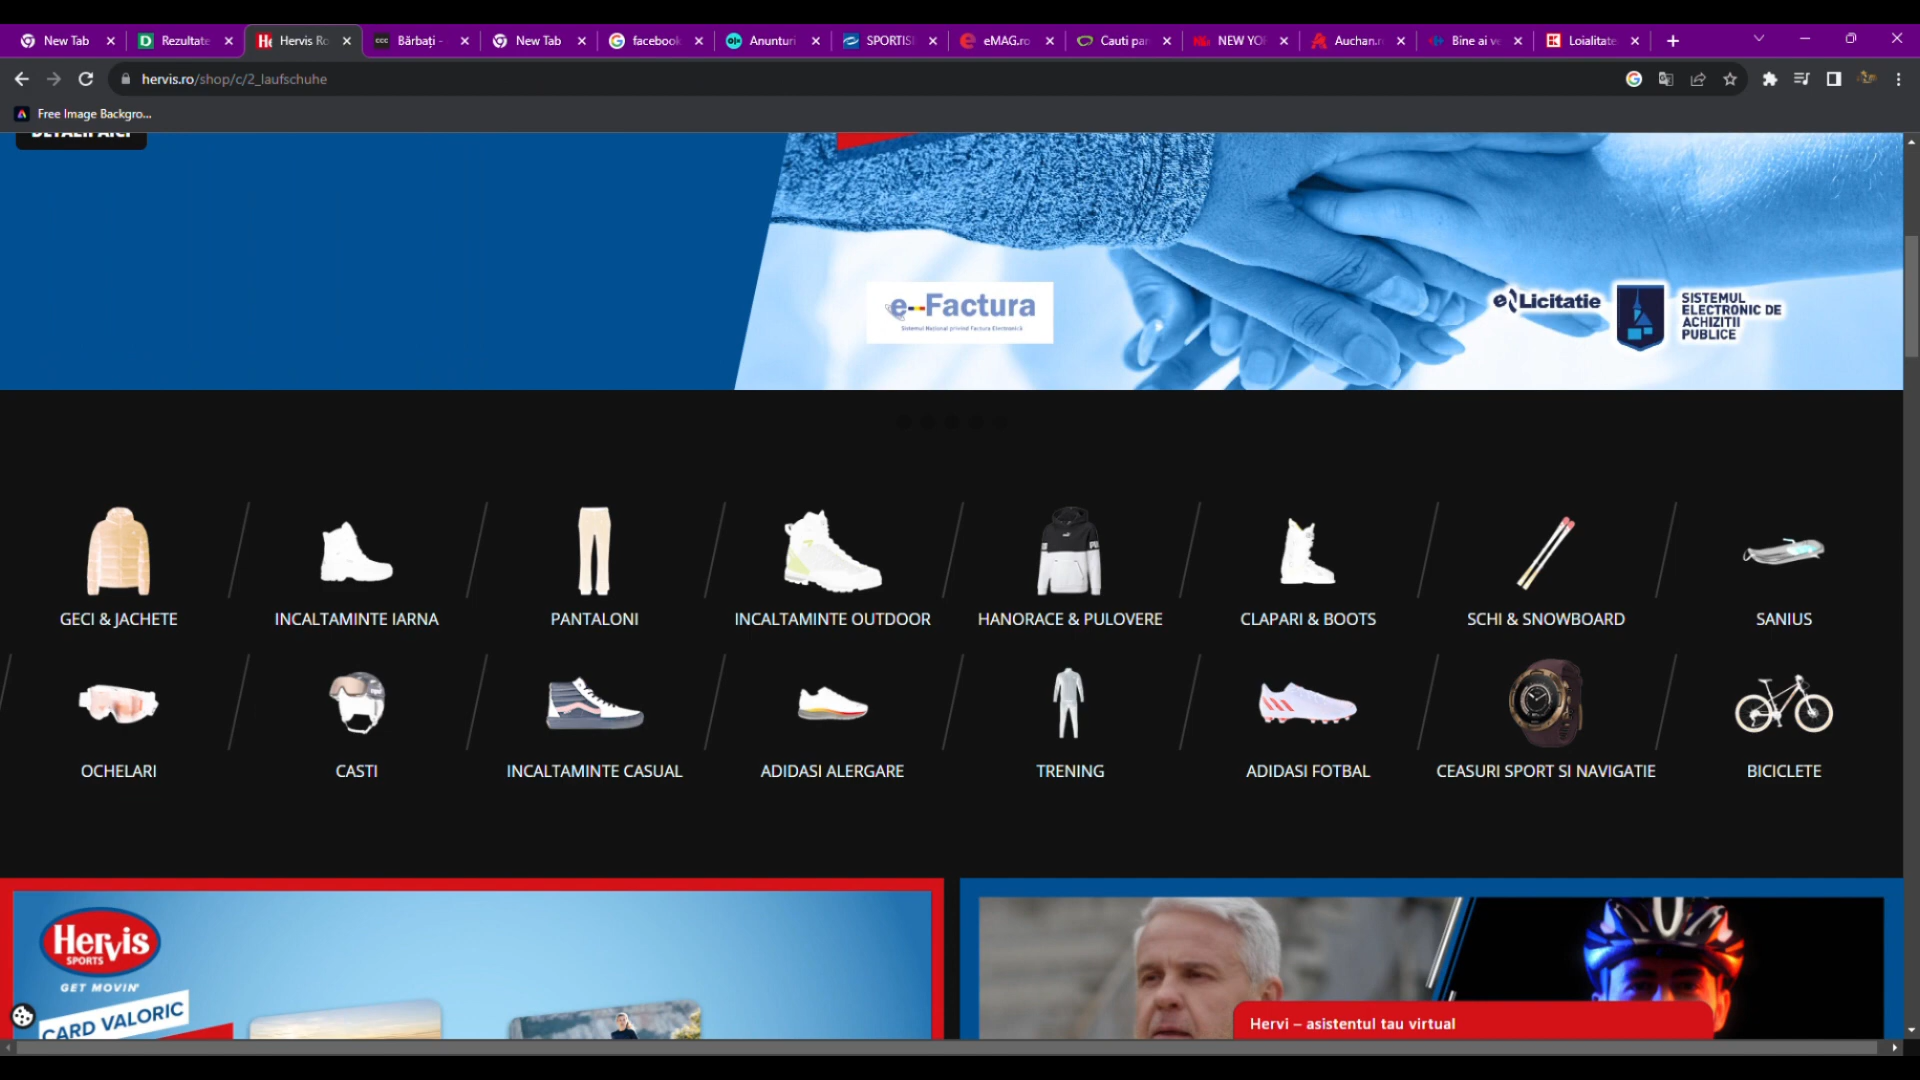 New Tab
Rezultate
Hervis Ro
CCC
Bărbați -
New Tab
facebook
Anunturi
SPORTIS
eMAG.ro
Cauti par
NEW YO
Auchan.r
Bine ai ve
Loialitate
hervis.ro/shop/c/2_laufschuhe
Free Image Backgro...
DETALII AICI
e-Factura
Sistemul Național privind Factura Electronică
e Licitatie
SISTEMUL
ELECTRONIC DE
ACHIZITII
PUBLICE
GECI & JACHETE
INCALTAMINTE IARNA
PANTALONI
INCALTAMINTE OUTDOOR
HANORACE & PULOVERE
CLAPARI & BOOTS
SCHI & SNOWBOARD
SANIUS
OCHELARI
CASTI
INCALTAMINTE CASUAL
ADIDASI ALERGARE
TRENING
ADIDASI FOTBAL
CEASURI SPORT SI NAVIGATIE
BICICLETE
Hervis
SPORTS
GET MOVIN'
CARD VALORIC
Hervi – asistentul tau virtual